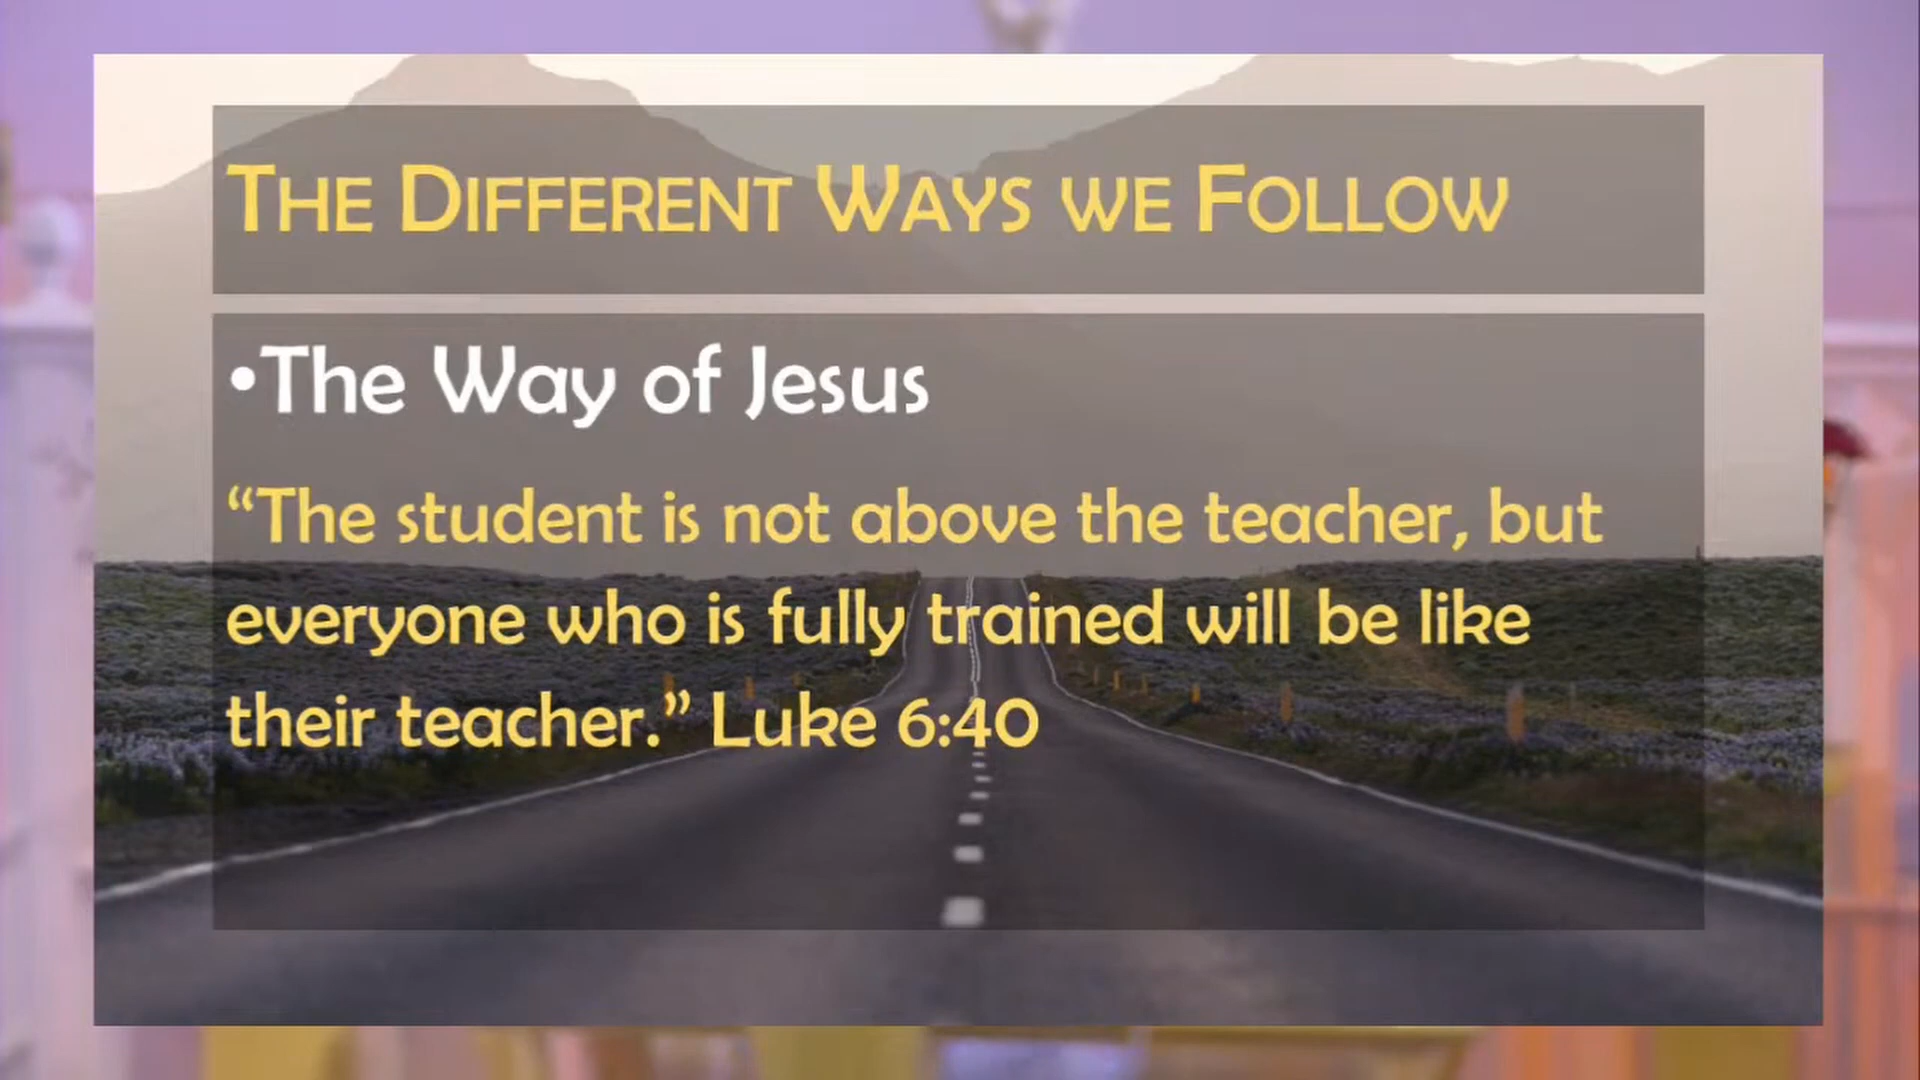 The Different Ways we Follow
•The Way of Jesus
“The student is not above the teacher, but
everyone who is fully trained will be like
their teacher.” Luke 6:40